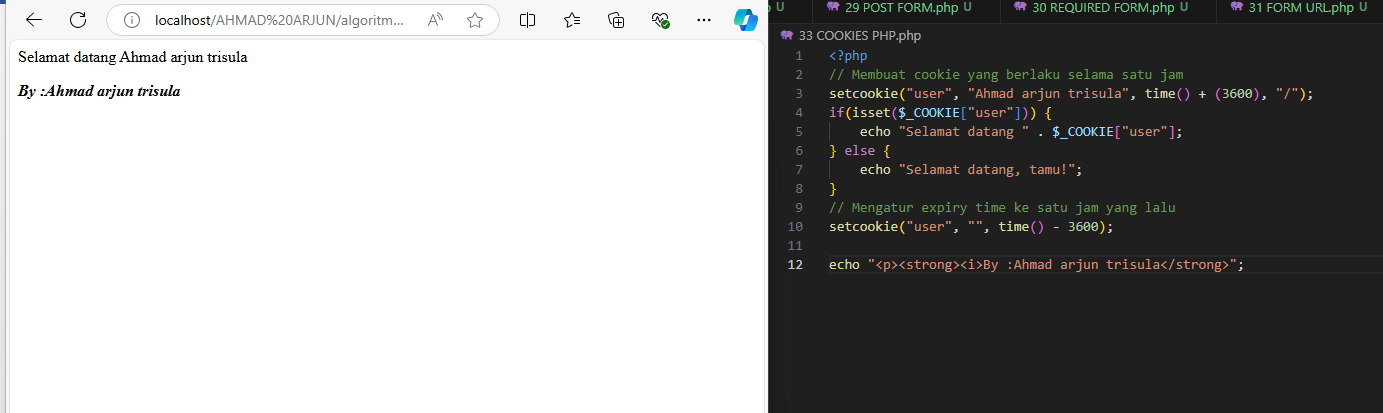 localhost/AHMAD%20ARJUN/algoritm...
Selamat datang Ahmad arjun trisula
By :Ahmad arjun trisula
U
29 POST FORM.php U
30 REQUIRED FORM.php U
31 FORM URL.php U
33 COOKIES PHP.php
1 <?php
2 // Membuat cookie yang berlaku selama satu jam
3 setcookie("user", "Ahmad arjun trisula", time() + (3600), "/");
4 if(isset($_COOKIE["user"])) {
5 echo "Selamat datang " . $_COOKIE["user"];
6 } else {
7 echo "Selamat datang, tamu!";
8 }
9 // Mengatur expiry time ke satu jam yang lalu
10 setcookie("user", "", time() - 3600);
11
12 echo "<p><strong><i>By :Ahmad arjun trisula</strong>";